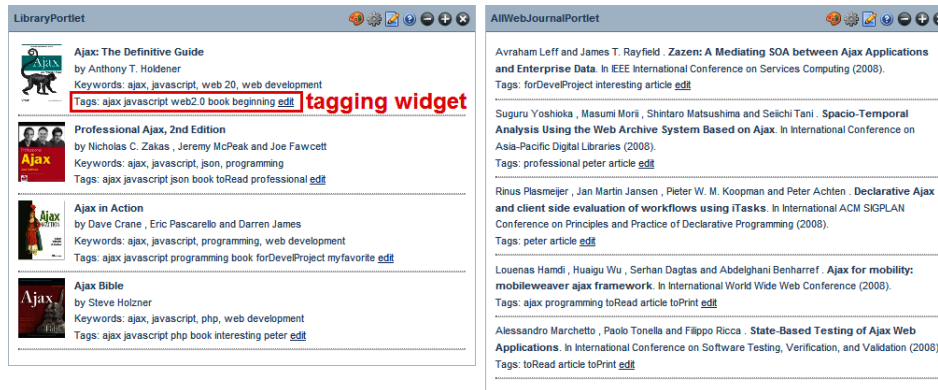 LibraryPortlet
Ajax: The Definitive Guide
by Anthony T. Holdener
Keywords: ajax, javascript, web 20, web development
Tags: ajax javascript web2.0 book beginning edit
tagging widget
Professional Ajax, 2nd Edition
by Nicholas C. Zakas , Jeremy McPeak and Joe Fawcett
Keywords: ajax, javascript, json, programming
Tags: ajax javascript json book toRead professional edit
Ajax in Action
by Dave Crane , Eric Pascarello and Darren James
Keywords: ajax, javascript, programming, web development
Tags: ajax javascript programming book forDevelProject myfavorite edit
Ajax Bible
by Steve Holzner
Keywords: ajax, javascript, php, web development
Tags: ajax javascript php book interesting peter edit
Ajax
Ajax
Ajax
Ajax
AllWebJournalPortlet
Avraham Leff and James T. Rayfield . Zazen: A Mediating SOA between Ajax Applications
and Enterprise Data. In IEEE International Conference on Services Computing (2008).
Tags: forDevelProject interesting article edit
Suguru Yoshioka , Masumi Morii , Shintaro Matsushima and Seiichi Tani . Spacio-Temporal
Analysis Using the Web Archive System Based on Ajax. In International Conference on
Asia-Pacific Digital Libraries (2008).
Tags: professional peter article edit
Rinus Plasmeijer , Jan Martin Jansen , Pieter W. M. Koopman and Peter Achten . Declarative Ajax
and client side evaluation of workflows using iTasks. In International ACM SIGPLAN
Conference on Principles and Practice of Declarative Programming (2008).
Tags: peter article edit
Louenas Hamdi , Huaigu Wu , Serhan Dagtas and Abdelghani Benharref . Ajax for mobility:
mobileweaver ajax framework. In International World Wide Web Conference (2008).
Tags: ajax programming toRead article toPrint edit
Alessandro Marchetto , Paolo Tonella and Filippo Ricca . State-Based Testing of Ajax Web
Applications. In International Conference on Software Testing, Verification, and Validation (2008)
Tags: toRead article toPrint edit